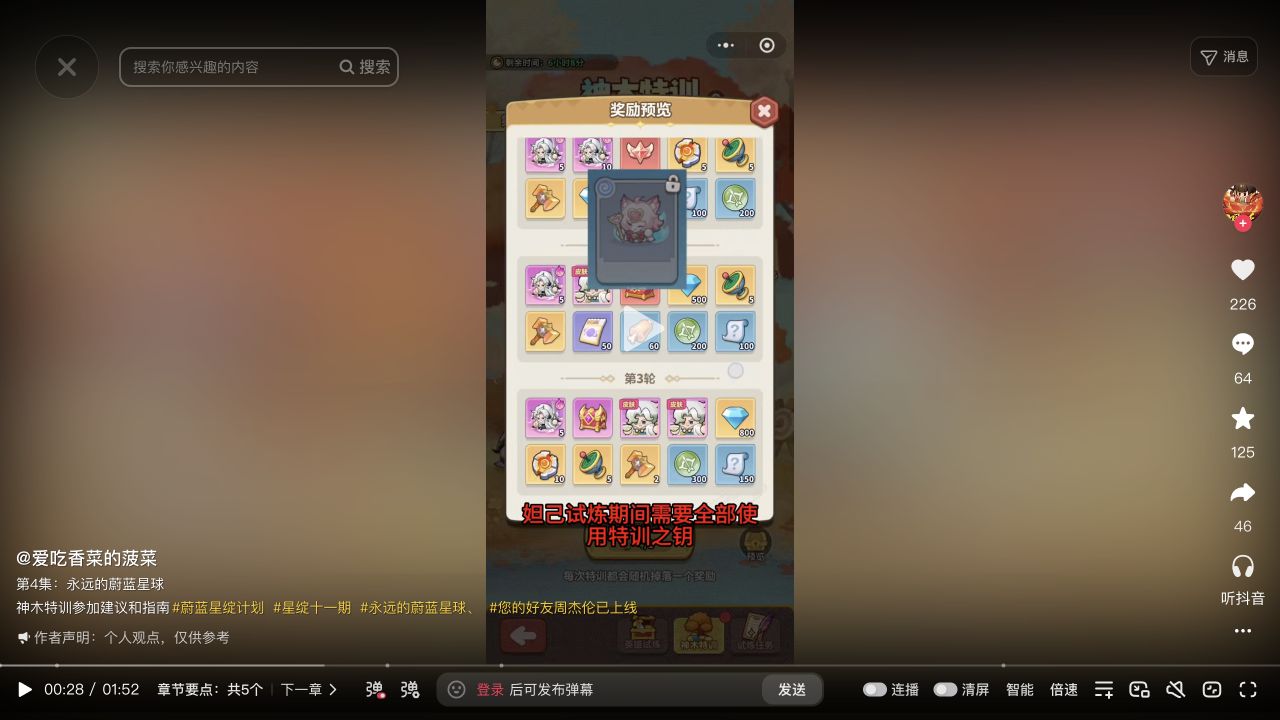 搜索你感兴趣的内容
搜索
消息
剩余时间：6小时8分
神木特训
奖励预览
5
10
5
5
100
200
5
皮肤
500
5
50
60
200
100
第3轮
5
皮肤
皮肤
800
10
5
2
300
150
妲己试炼期间需要全部使
用特训之钥
预览
每次特训都会随机掉落一个奖励
英雄试炼
神木特训
试炼任务
226
64
125
46
听抖音
@爱吃香菜的菠菜
第4集：永远的蔚蓝星球
神木特训参加建议和指南#蔚蓝星绽计划 #星绽十一期 #永远的蔚蓝星球、 #您的好友周杰伦已上线
作者声明：个人观点，仅供参考
00:28 / 01:52
章节要点：共5个
下一章
弹
弹
登录 后可发布弹幕
发送
连播
清屏
智能
倍速